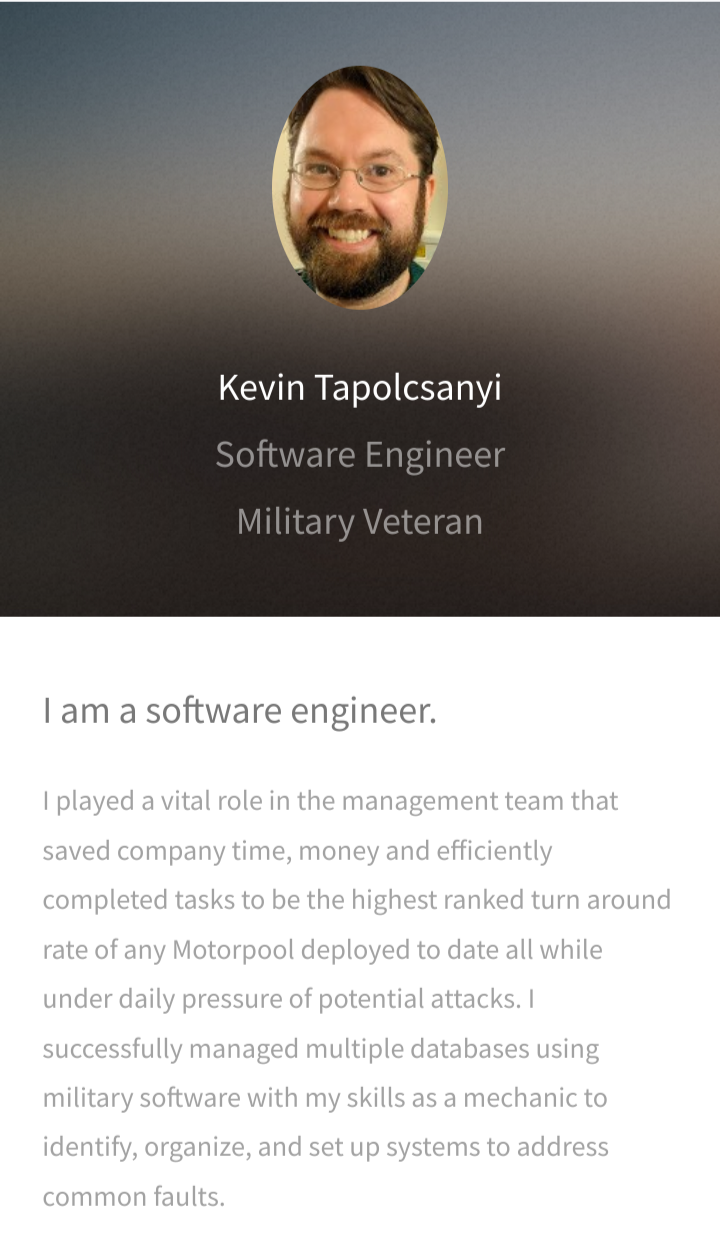 Kevin Tapolcsanyi
Software Engineer
Military Veteran
I am a software engineer.
I played a vital role in the management team that
saved company time, money and efficiently
completed tasks to be the highest ranked turn around
rate of any Motorpool deployed to date all while
under daily pressure of potential attacks. I
successfully managed multiple databases using
military software with my skills as a mechanic to
identify, organize, and set up systems to address
common faults.